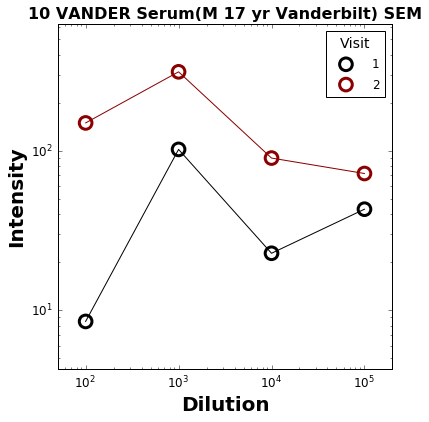 10 VANDER Serum(M 17 yr Vanderbilt) SEM
Visit
1
2
Intensity
10²
10¹
10² 10³ 10⁴ 10⁵
Dilution